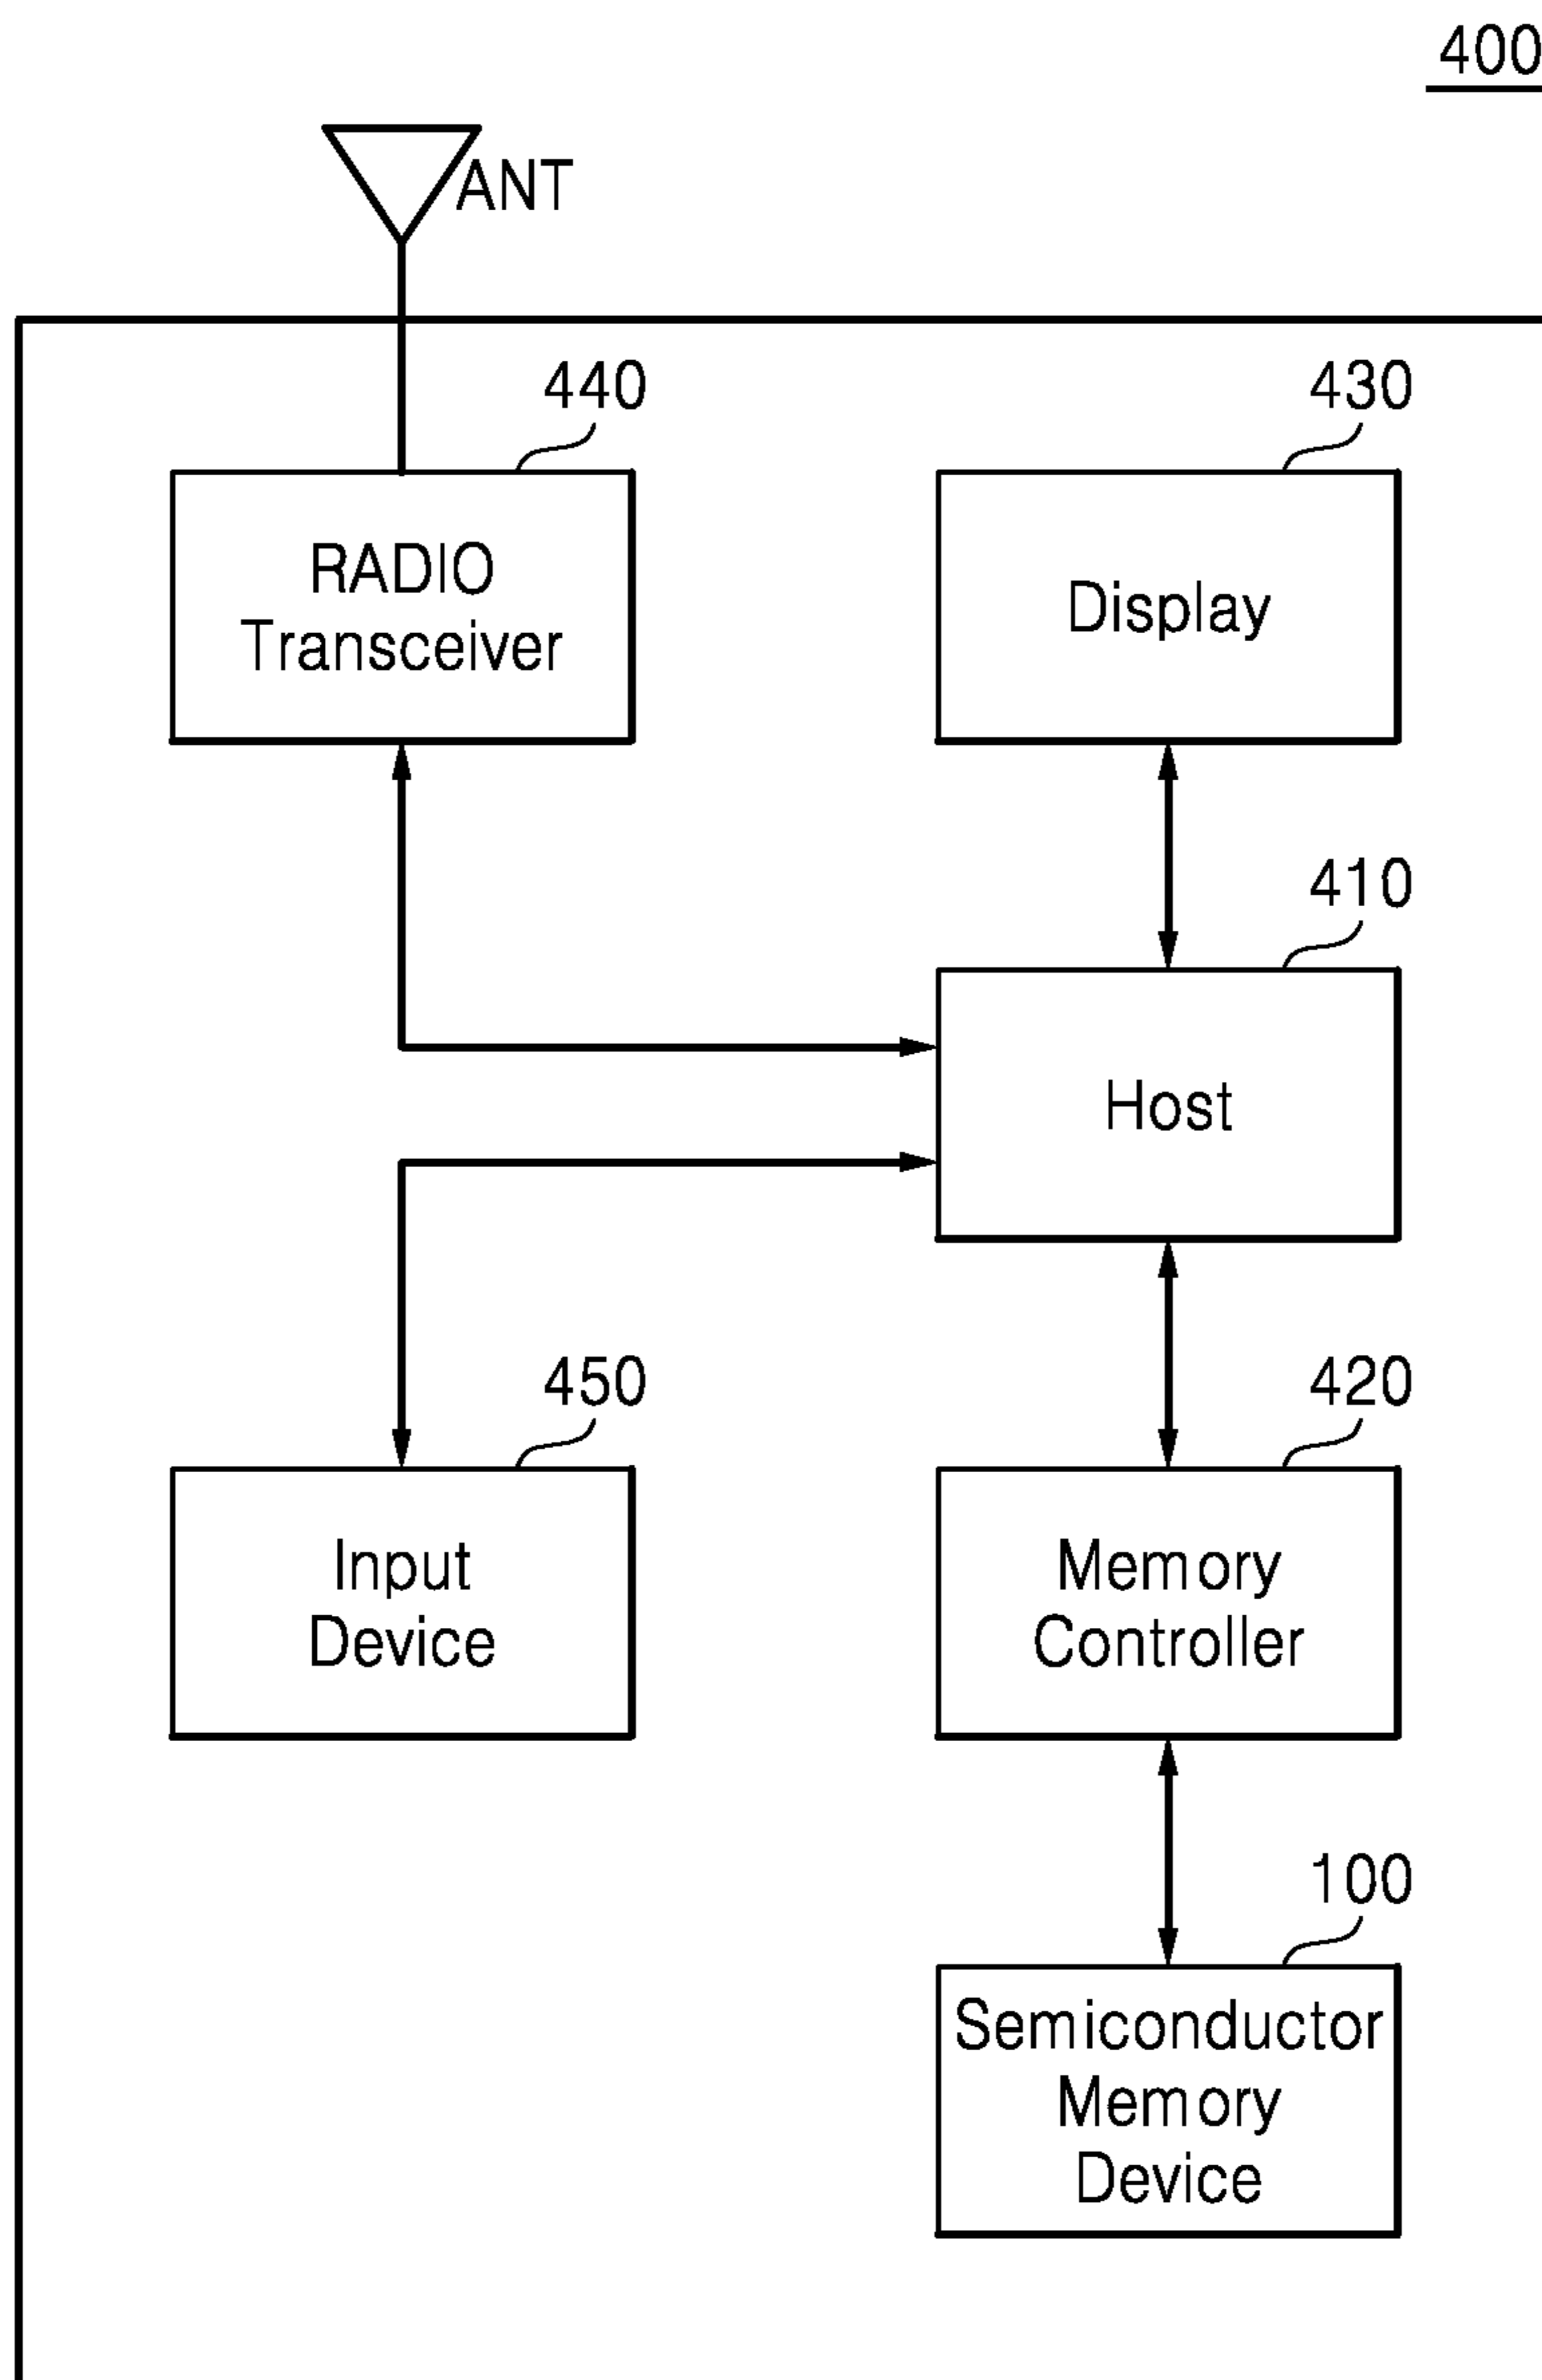 400
ANT
440
430
RADIO
Transceiver
Display
410
Host
450
420
Input
Device
Memory
Controller
100
Semiconductor
Memory
Device